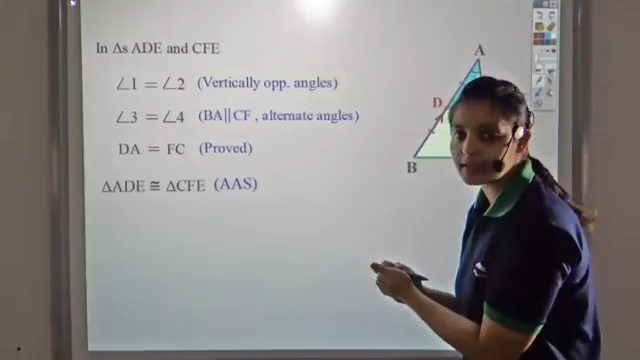 In Δs ADE and CFE
∠1 = ∠2 (Vertically opp. angles)
∠3 = ∠4 (BA||CF , alternate angles)
DA = FC (Proved)
ΔADE ≅ ΔCFE (AAS)
A
D
B